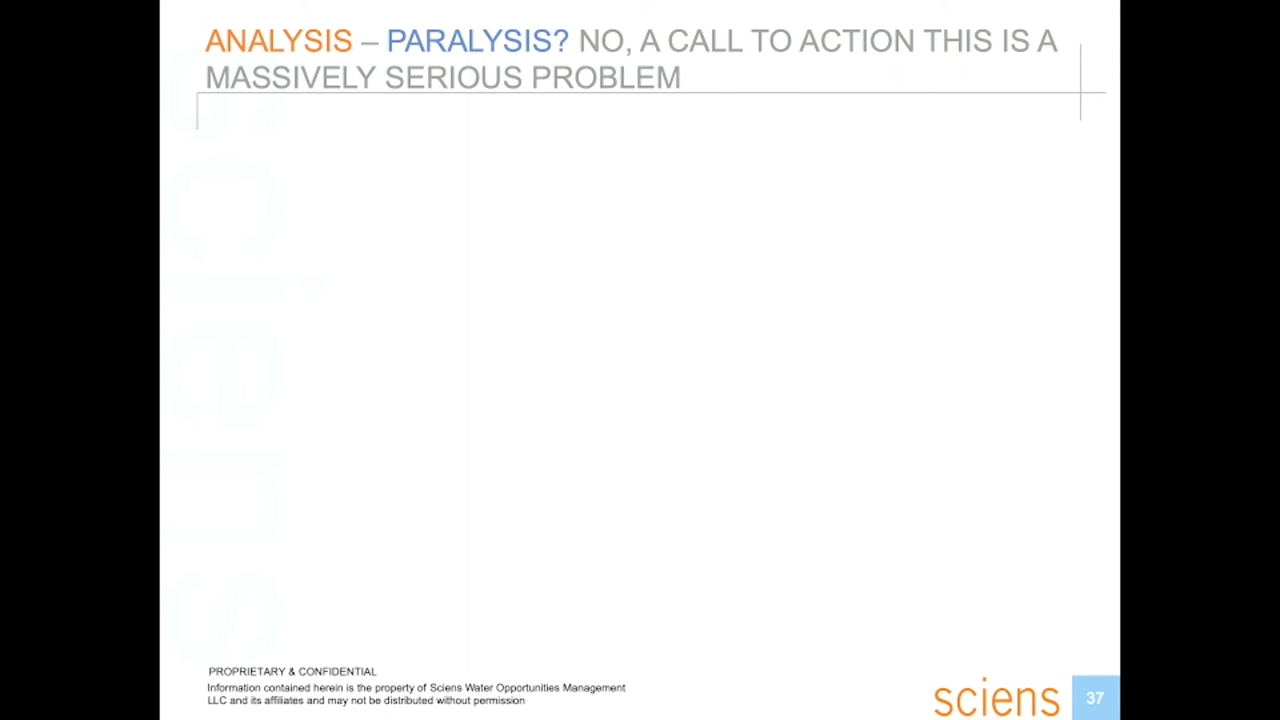 ANALYSIS – PARALYSIS? NO, A CALL TO ACTION THIS IS A
MASSIVELY SERIOUS PROBLEM
sciens
PROPRIETARY & CONFIDENTIAL
Information contained herein is the property of Sciens Water Opportunities Management
LLC and its affiliates and may not be distributed without permission
sciens
37